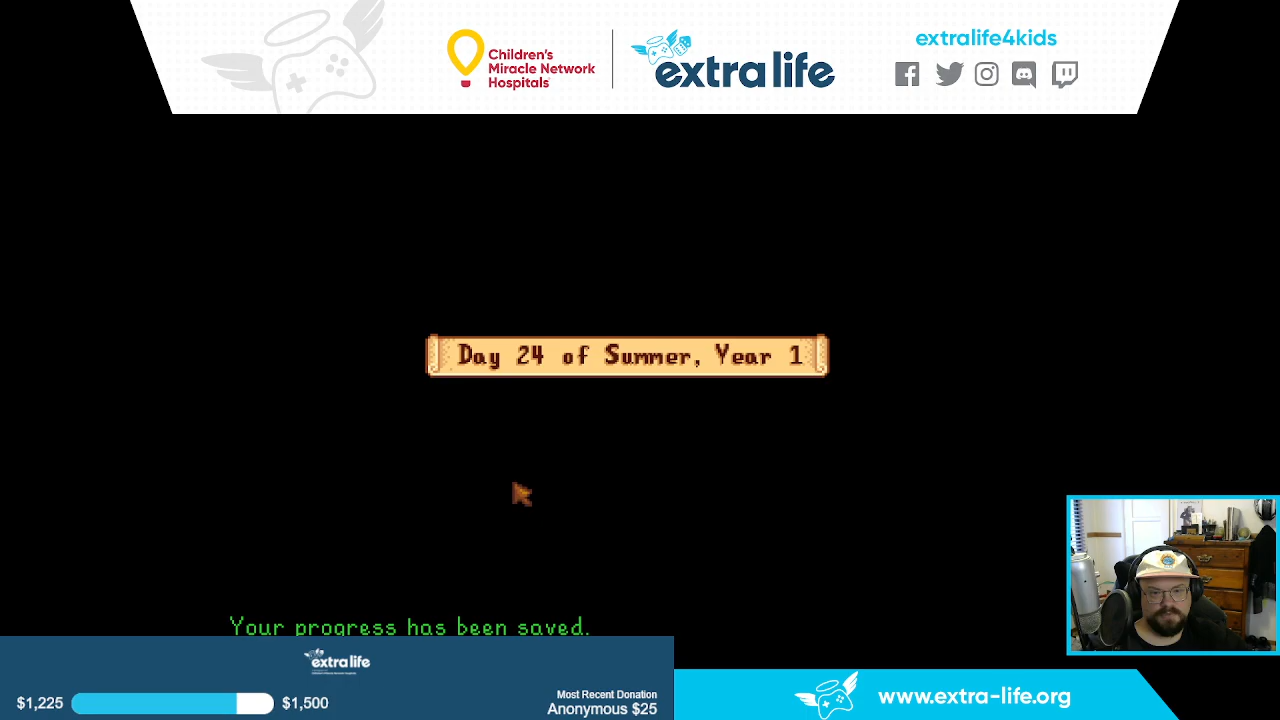 Children's
Miracle Network
Hospitals
extra life
extralife4kids
Day 24 of Summer, Year 1
Your progress has been saved.
extra life
$1,225
$1,500
Most Recent Donation
Anonymous $25
www.extra-life.org